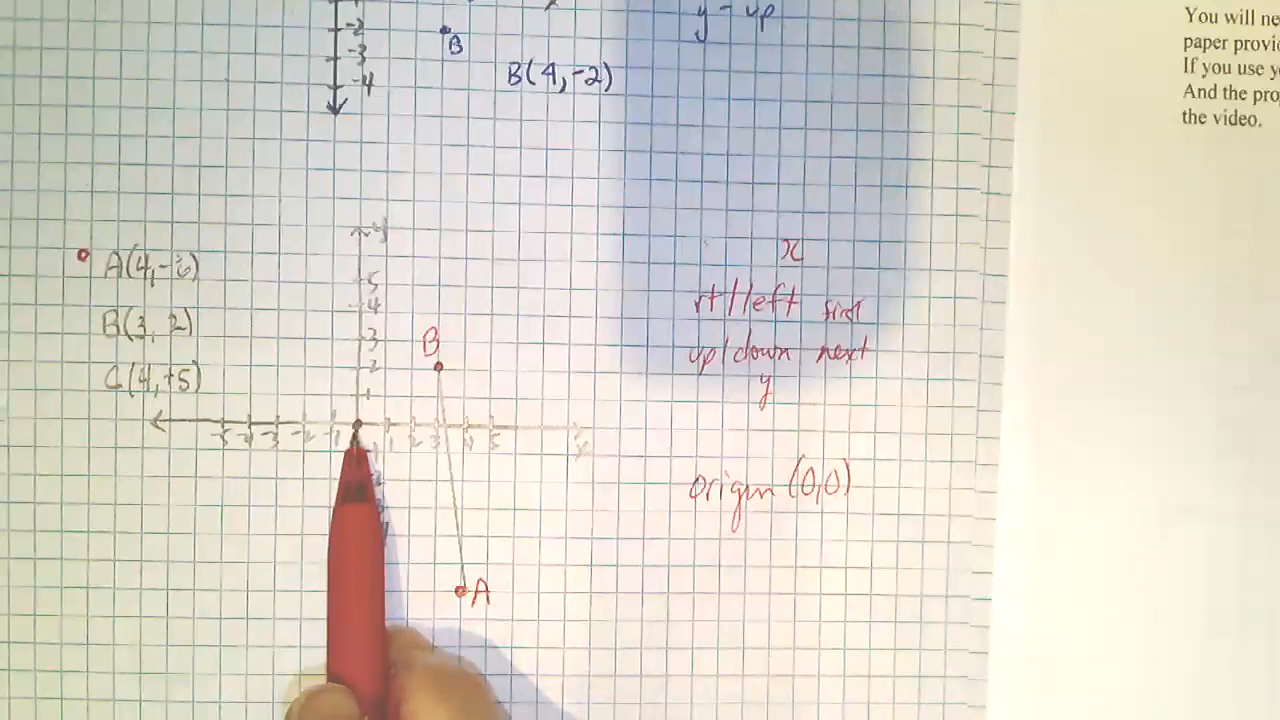 y - up
-2
-3
-4
B
B(4,-2)
You will ne
paper provi
If you use y
And the pro
the video.
A(4,-6)
B(3, 2)
C(4,+5)
y
5
4
3
2
1
-5 -4 -3 -2 -1 1 2 3 4 5 x
B
A
x
rt/left first
up/down next
y
origin (0,0)